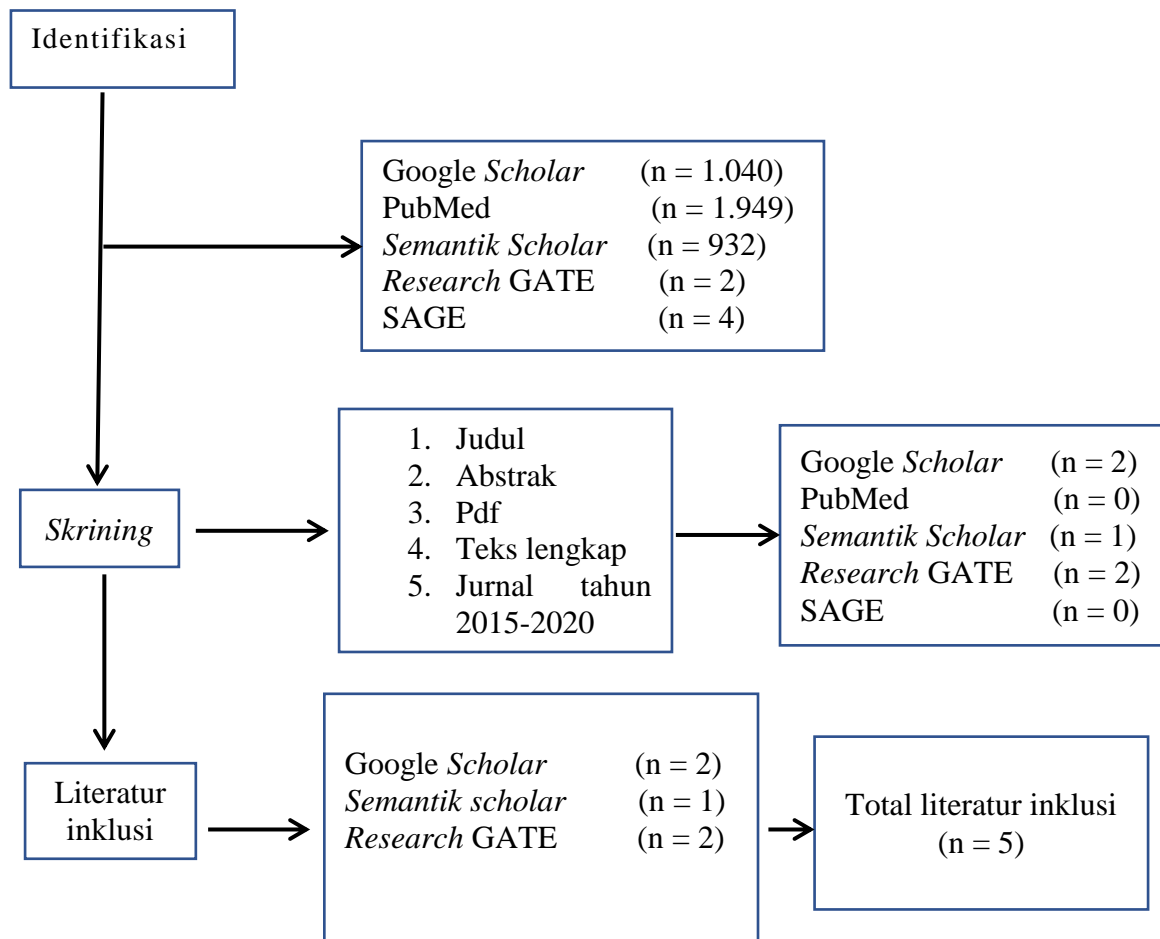 Identifikasi
Google Scholar (n = 1.040)
PubMed (n = 1.949)
Semantik Scholar (n = 932)
Research GATE (n = 2)
SAGE (n = 4)
Skrining
1. Judul
2. Abstrak
3. Pdf
4. Teks lengkap
5. Jurnal tahun
2015-2020
Google Scholar (n = 2)
PubMed (n = 0)
Semantik Scholar (n = 1)
Research GATE (n = 2)
SAGE (n = 0)
Literatur
inklusi
Google Scholar (n = 2)
Semantik scholar (n = 1)
Research GATE (n = 2)
Total literatur inklusi
(n = 5)